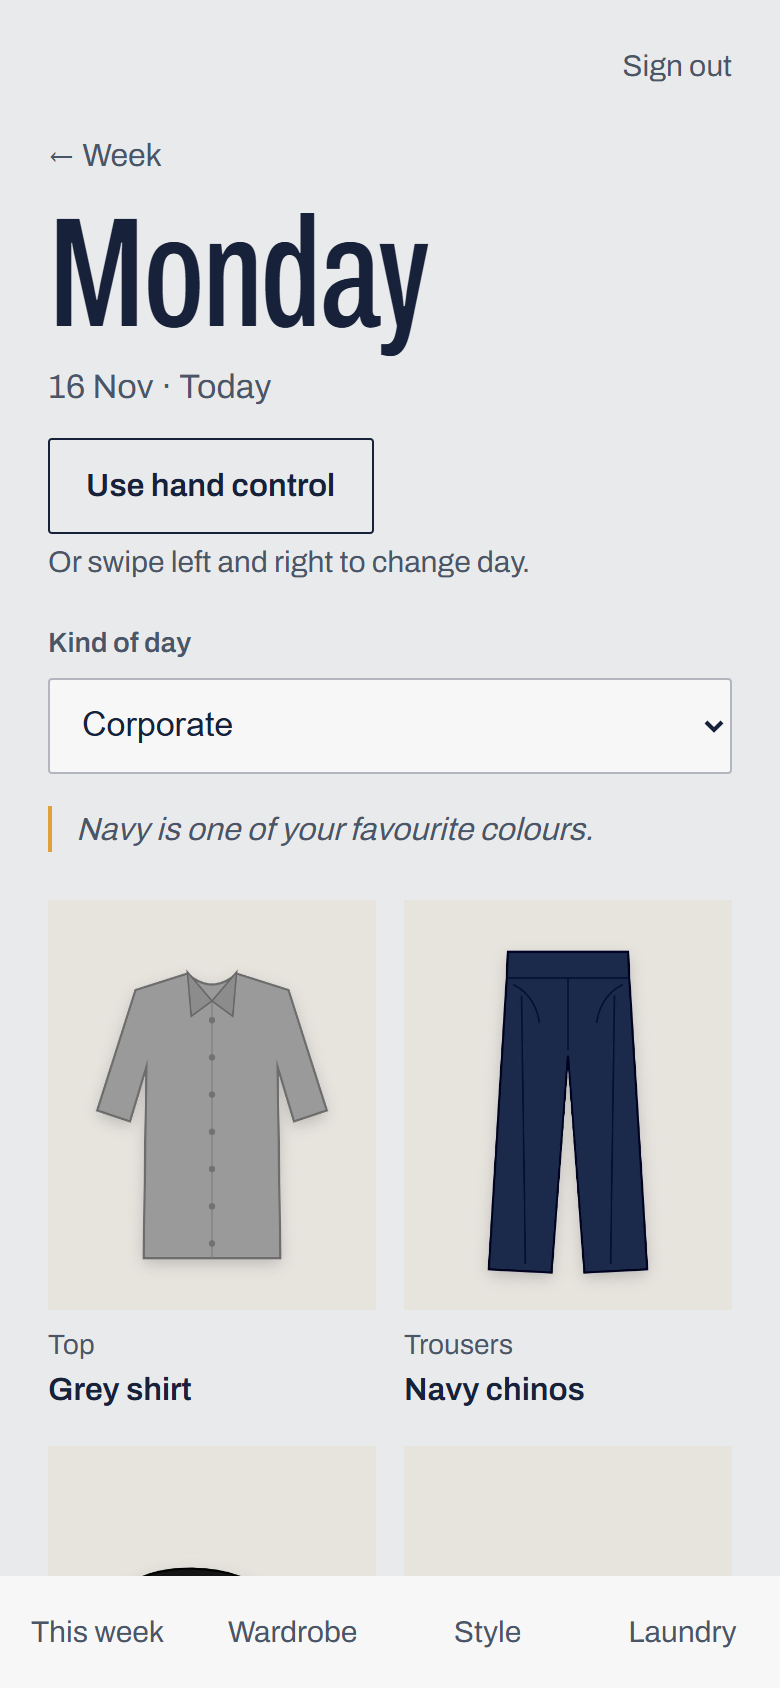 Sign out
← Week
Monday
16 Nov · Today
Use hand control
Or swipe left and right to change day.
Kind of day
Corporate
Navy is one of your favourite colours.
Top
Grey shirt
Trousers
Navy chinos
This week
Wardrobe
Style
Laundry